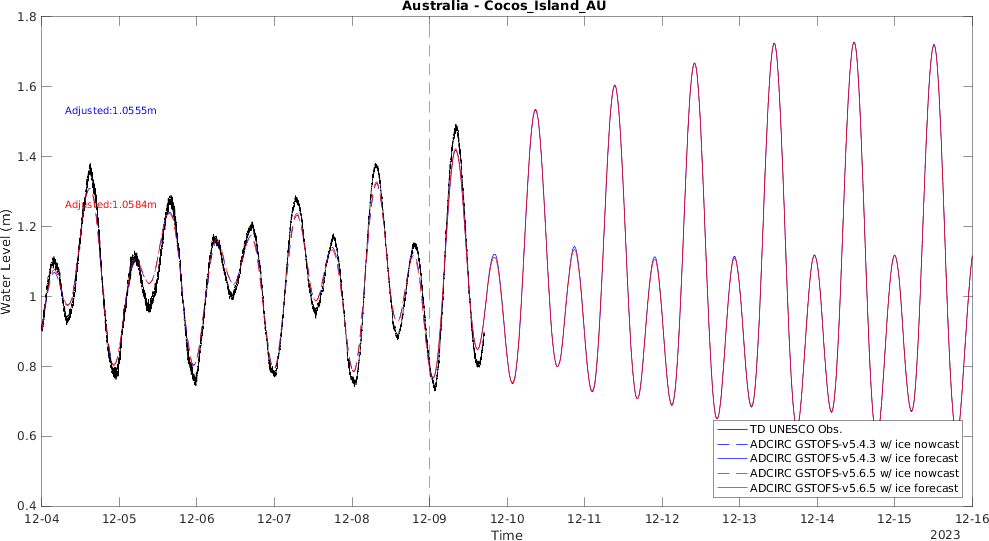 Australia - Cocos_Island_AU
1.8
1.6
1.4
1.2
1
0.8
0.6
0.4
Water Level (m)
Adjusted:1.0555m
Adjusted:1.0584m
TD UNESCO Obs.
ADCIRC GSTOFS-v5.4.3 w/ ice nowcast
ADCIRC GSTOFS-v5.4.3 w/ ice forecast
ADCIRC GSTOFS-v5.6.5 w/ ice nowcast
ADCIRC GSTOFS-v5.6.5 w/ ice forecast
12-04 12-05 12-06 12-07 12-08 12-09 12-10 12-11 12-12 12-13 12-14 12-15 12-16
Time
2023